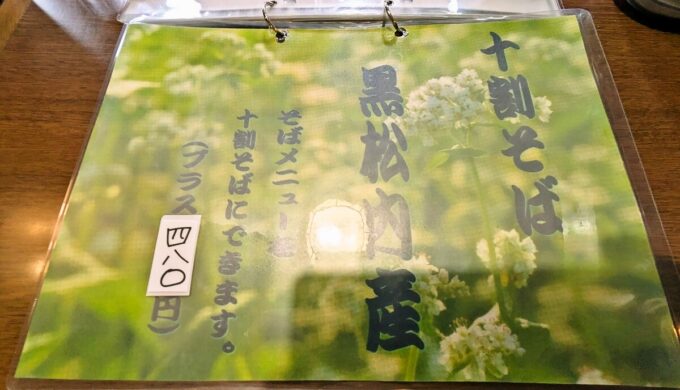 十割そば
黒松内産
そばメニューを
十割そばにできます。
(プラス四八〇円)